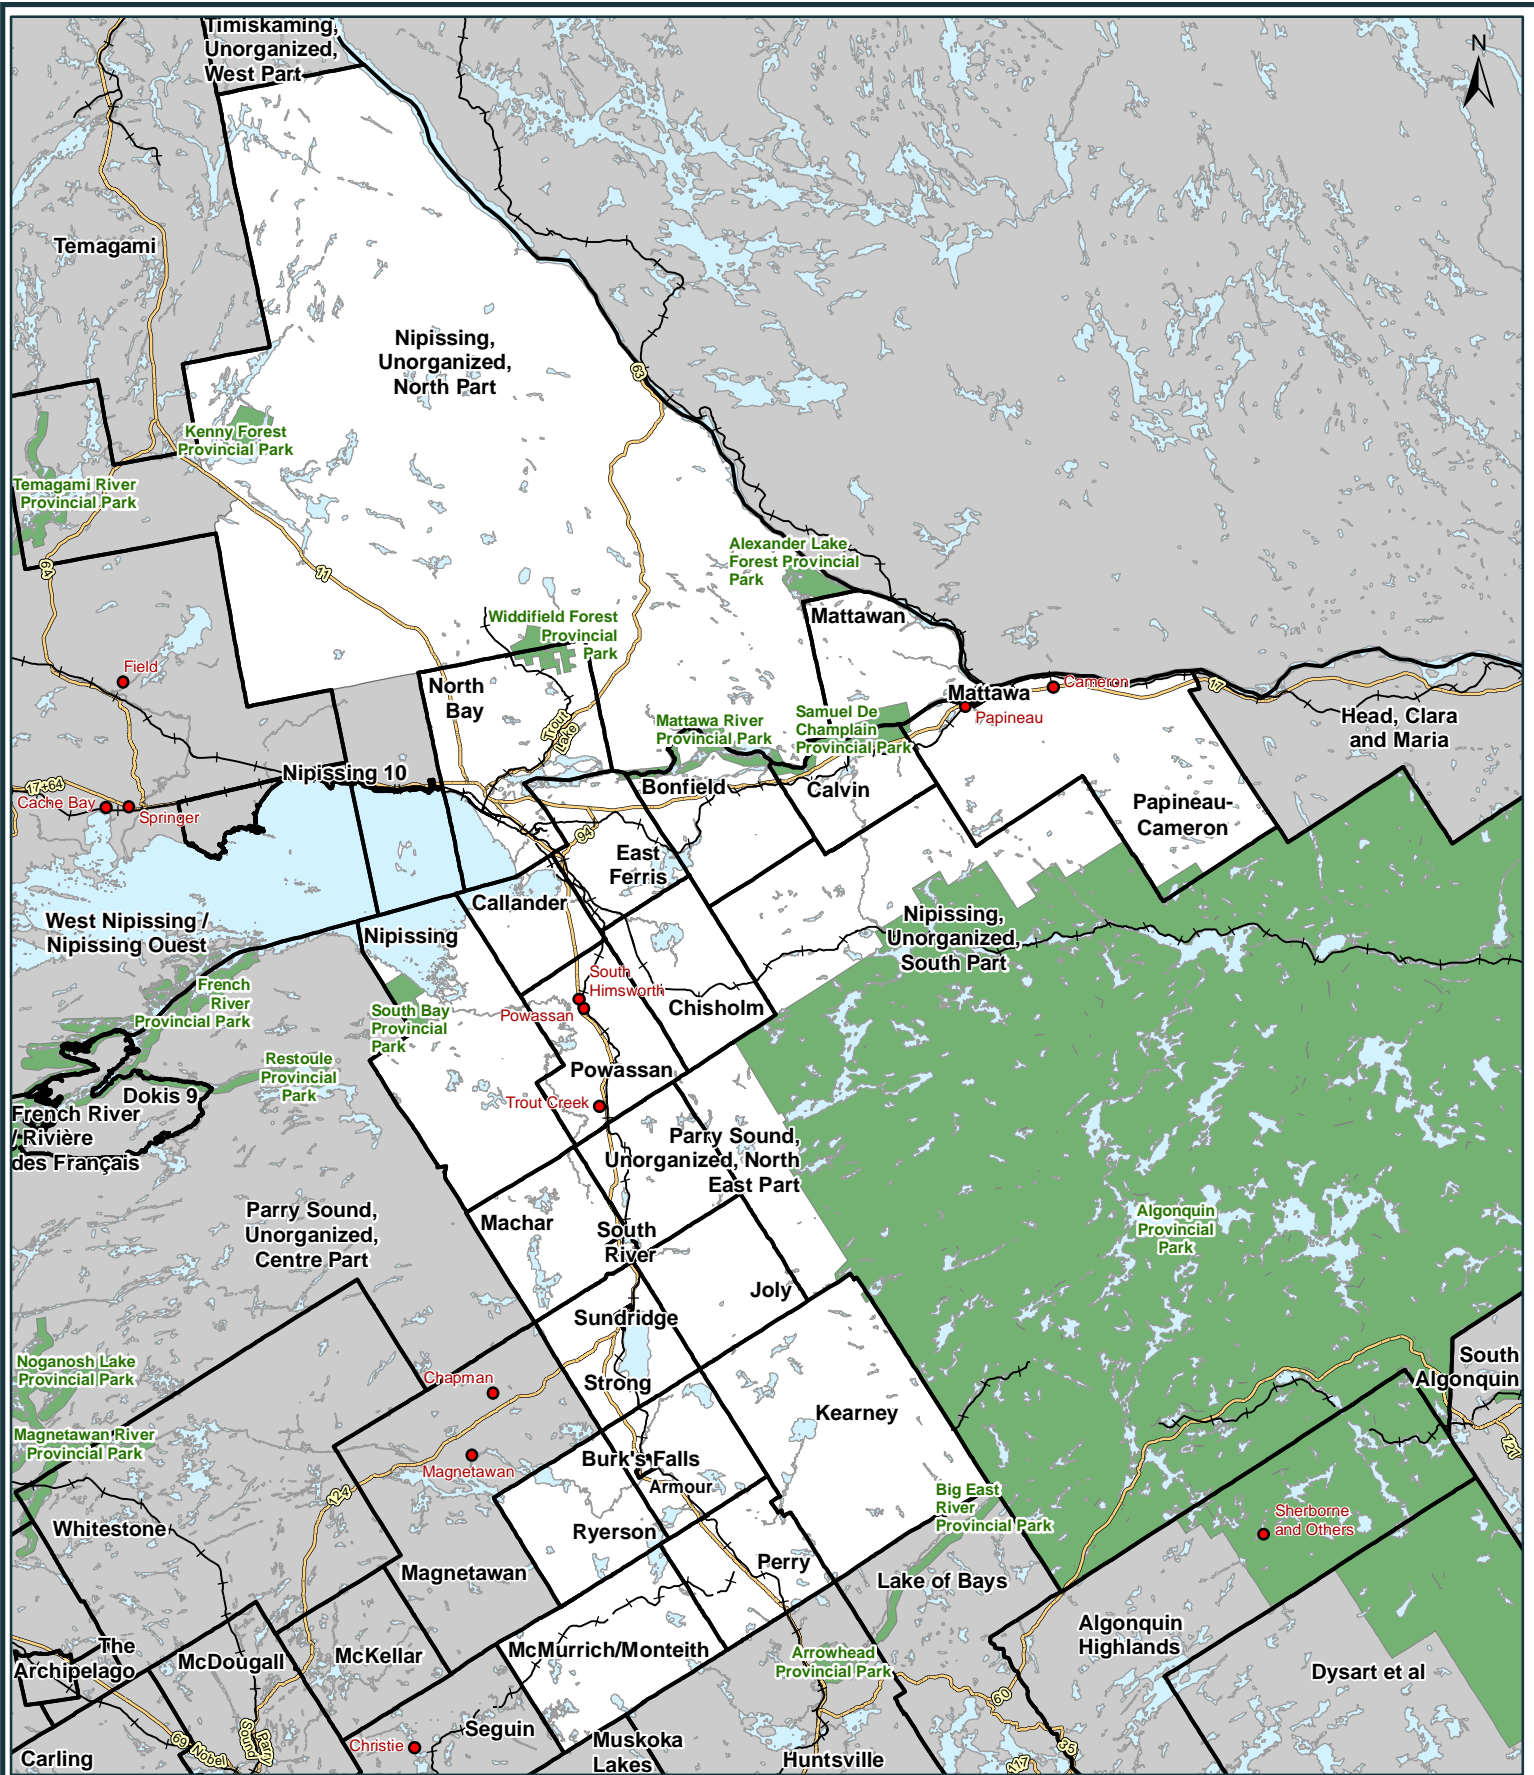 Timiskaming,
Unorganized,
West Part
N
Temagami
Nipissing,
Unorganized,
North Part
63
Kenny Forest
Provincial Park
Temagami River
Provincial Park
64
11
Alexander Lake
Forest Provincial
Park
Widdifield Forest
Provincial
Park
Mattawan
Field
North
Bay
Trout
Lake
Mattawa River
Provincial Park
Samuel De
Champlain
Provincial Park
Mattawa
Cameron
Papineau
17
Head, Clara
and Maria
Nipissing 10
17+64
Cache Bay
Springer
Bonfield
Calvin
Papineau-
Cameron
94
East
Ferris
Callander
West Nipissing /
Nipissing Ouest
Nipissing
Nipissing,
Unorganized,
South Part
French
River
Provincial Park
South Bay
Provincial
Park
South
Himsworth
Powassan
Chisholm
Restoule
Provincial
Park
Dokis 9
French River
/ Rivière
des Français
Powassan
Trout Creek
Parry Sound,
Unorganized, North
East Part
Parry Sound,
Unorganized,
Centre Part
Machar
South
River
Algonquin
Provincial
Park
Joly
Sundridge
Noganosh Lake
Provincial Park
Chapman
Strong
South
Algonquin
Kearney
Magnetawan River
Provincial Park
Magnetawan
Burk's Falls
Armour
127
124
Big East
River
Provincial Park
Sherborne
and Others
Whitestone
Ryerson
Magnetawan
Perry
Lake of Bays
Algonquin
Highlands
The
Archipelago
McDougall
McKellar
McMurrich/Monteith
Arrowhead
Provincial Park
Dysart et al
60
Seguin
Christie
Muskoka
Lakes
Huntsville
69
Nobel
Parry
Sound
Carling
117
35